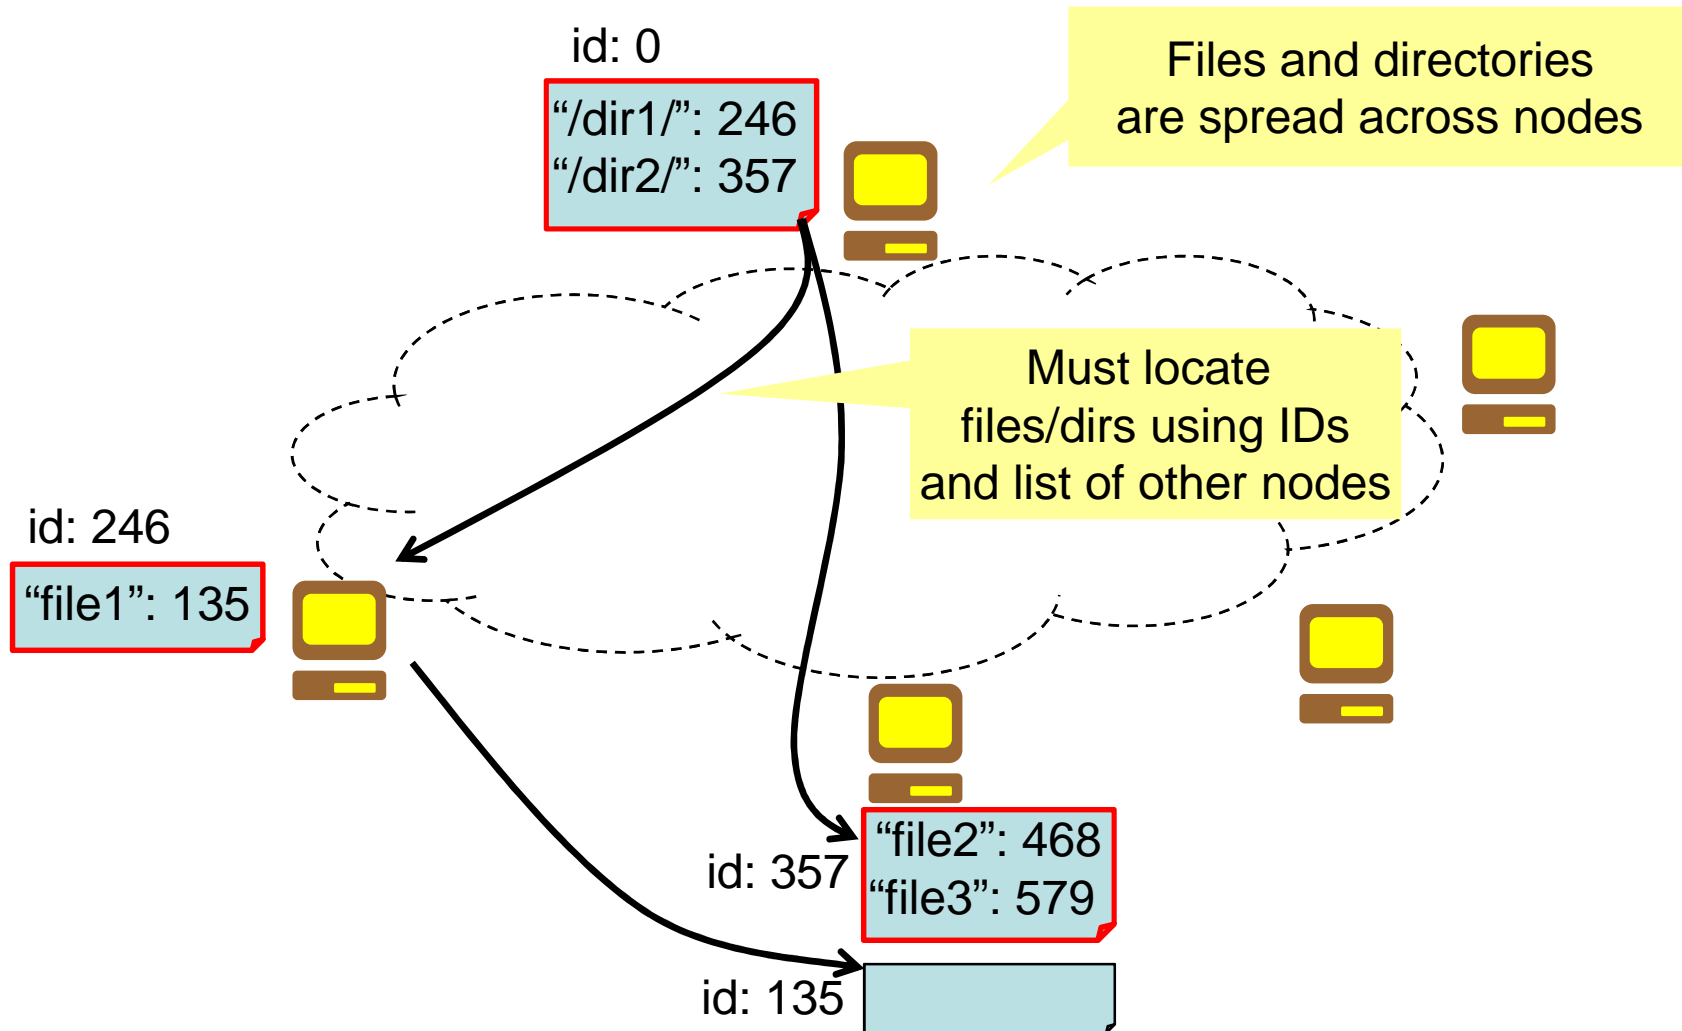 id: 0
“/dir1/”: 246
“/dir2/”: 357
Files and directories
are spread across nodes
Must locate
files/dirs using IDs
and list of other nodes
id: 246
“file1”: 135
id: 357
“file2”: 468
“file3”: 579
id: 135